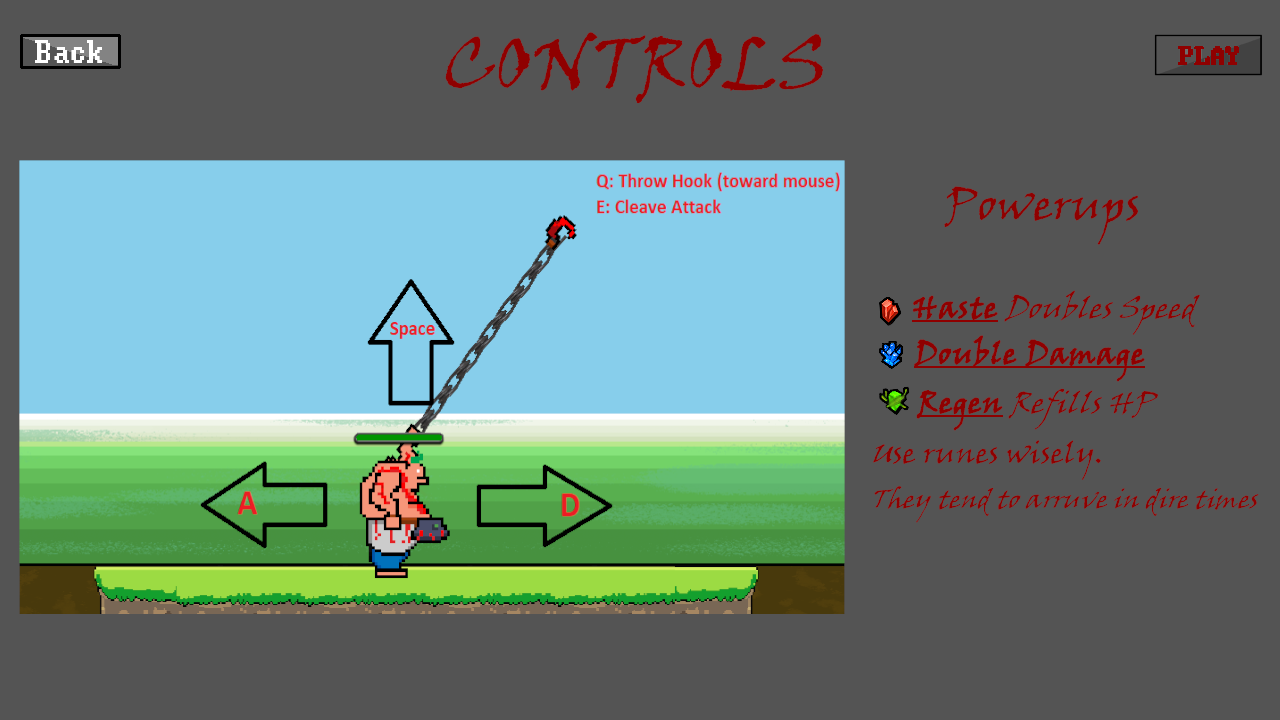 Back
CONTROLS
PLAY
Q: Throw Hook (toward mouse)
E: Cleave Attack
Space
A
D
Powerups
Haste Doubles Speed
Double Damage
Regen Refills HP
Use runes wisely.
They tend to arruve in dire times